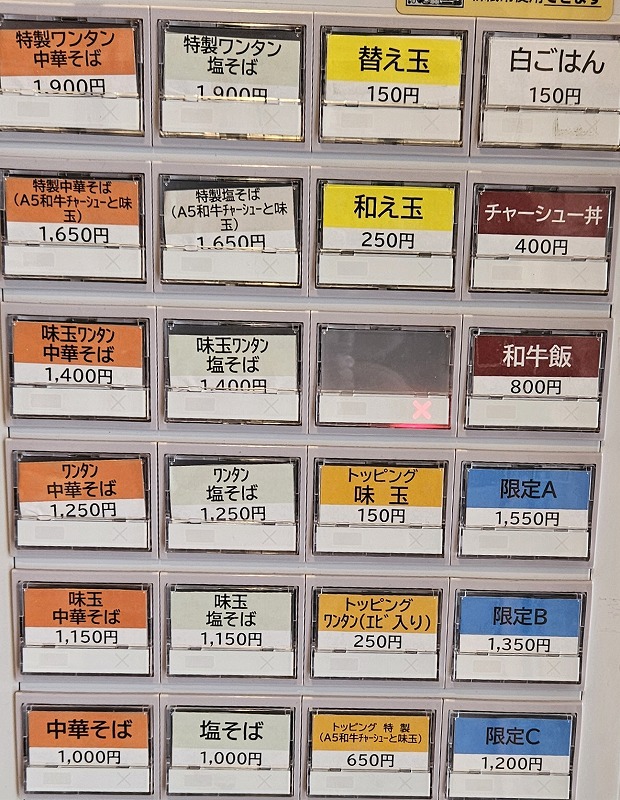 特製ワンタン
中華そば
1,900円
特製ワンタン
塩そば
1,900円
替え玉
150円
白ごはん
150円
特製中華そば
(A5和牛ﾁｬｰｼｭｰと味
玉)
1,650円
特製塩そば
(A5和牛ﾁｬｰｼｭｰと味
玉)
1,650円
和え玉
250円
チャーシュー丼
400円
味玉ﾜﾝﾀﾝ
中華そば
1,400円
味玉ﾜﾝﾀﾝ
塩そば
1,400円
和牛飯
800円
ﾜﾝﾀﾝ
中華そば
1,250円
ﾜﾝﾀﾝ
塩そば
1,250円
トッピング
味 玉
150円
限定A
1,550円
味玉
中華そば
1,150円
味玉
塩そば
1,150円
トッピング
ﾜﾝﾀﾝ(ｴﾋﾞ入り)
250円
限定B
1,350円
中華そば
1,000円
塩そば
1,000円
トッピング 特製
(A5和牛ﾁｬｰｼｭｰと味玉)
650円
限定C
1,200円